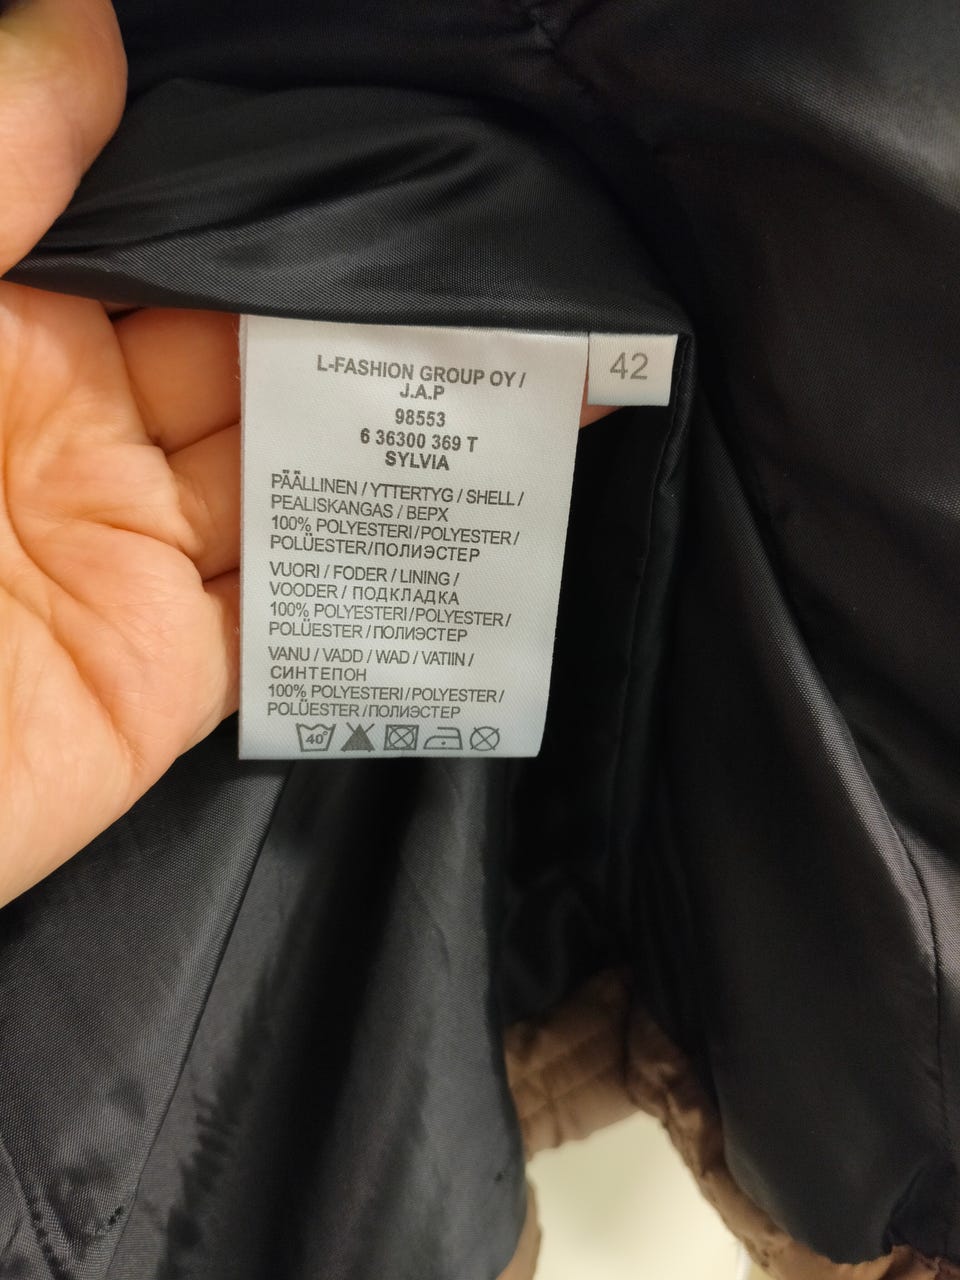 L-FASHION GROUP OY /
J.A.P
98553
6 36300 369 T
SYLVIA
PÄÄLLINEN / YTTERTYG / SHELL /
PEALISKANGAS / ВЕРХ
100% POLYESTERI/POLYESTER/
POLÜESTER/ПОЛИЭСТЕР
VUORI / FODER / LINING /
VOODER / ПОДКЛАДКА
100% POLYESTERI/POLYESTER/
POLÜESTER/ПОЛИЭСТЕР
VANU / VADD / WAD / VATIIN /
СИНТЕПОН
100% POLYESTERI/POLYESTER/
POLÜESTER/ПОЛИЭСТЕР
40°
42